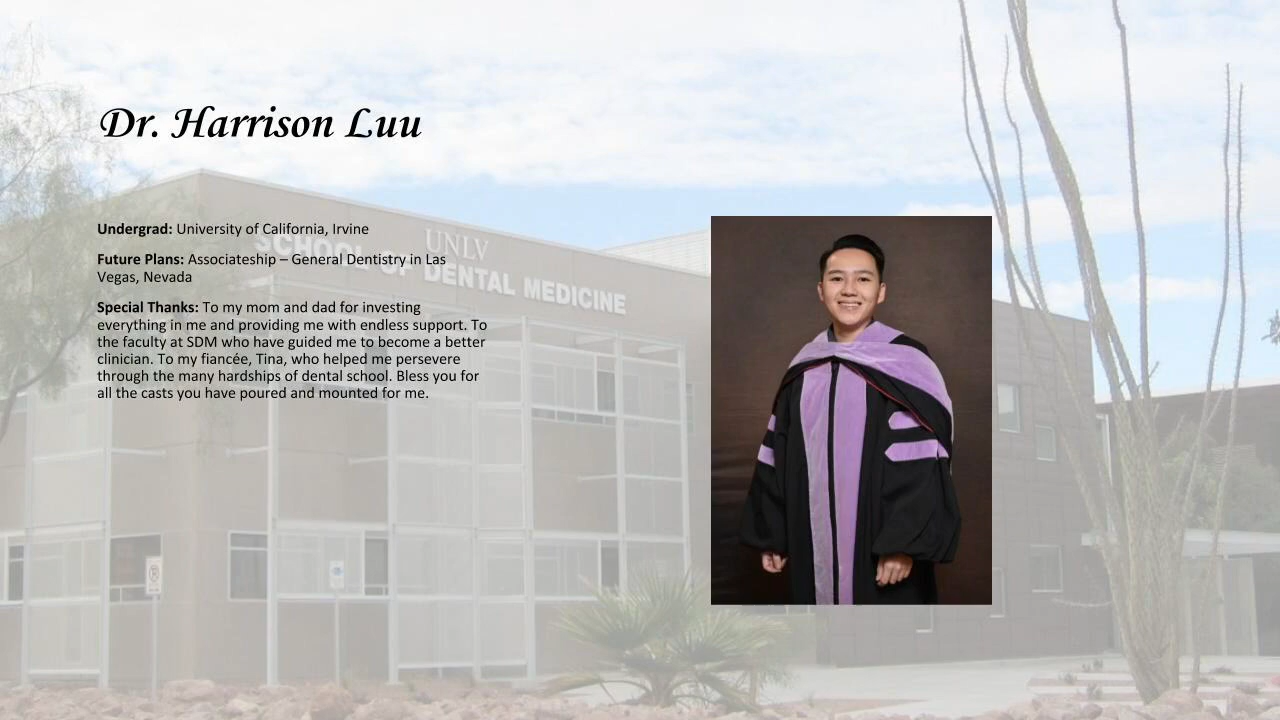 Dr. Harrison Luu
Undergrad: University of California, Irvine
UNLV
SCHOOL OF DENTAL MEDICINE
Future Plans: Associateship – General Dentistry in Las
Vegas, Nevada
Special Thanks: To my mom and dad for investing
everything in me and providing me with endless support. To
the faculty at SDM who have guided me to become a better
clinician. To my fiancée, Tina, who helped me persevere
through the many hardships of dental school. Bless you for
all the casts you have poured and mounted for me.